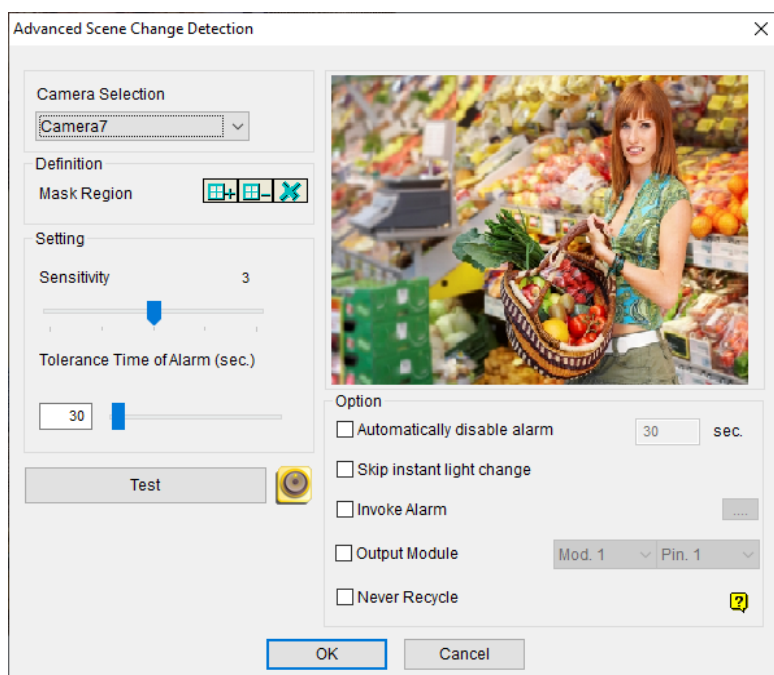 Advanced Scene Change Detection
Camera Selection
Camera7
Definition
Mask Region
Setting
Sensitivity 3
Tolerance Time of Alarm (sec.)
30
Test
Option
Automatically disable alarm 30 sec.
Skip instant light change
Invoke Alarm ....
Output Module Mod. 1 Pin. 1
Never Recycle
?
OK Cancel